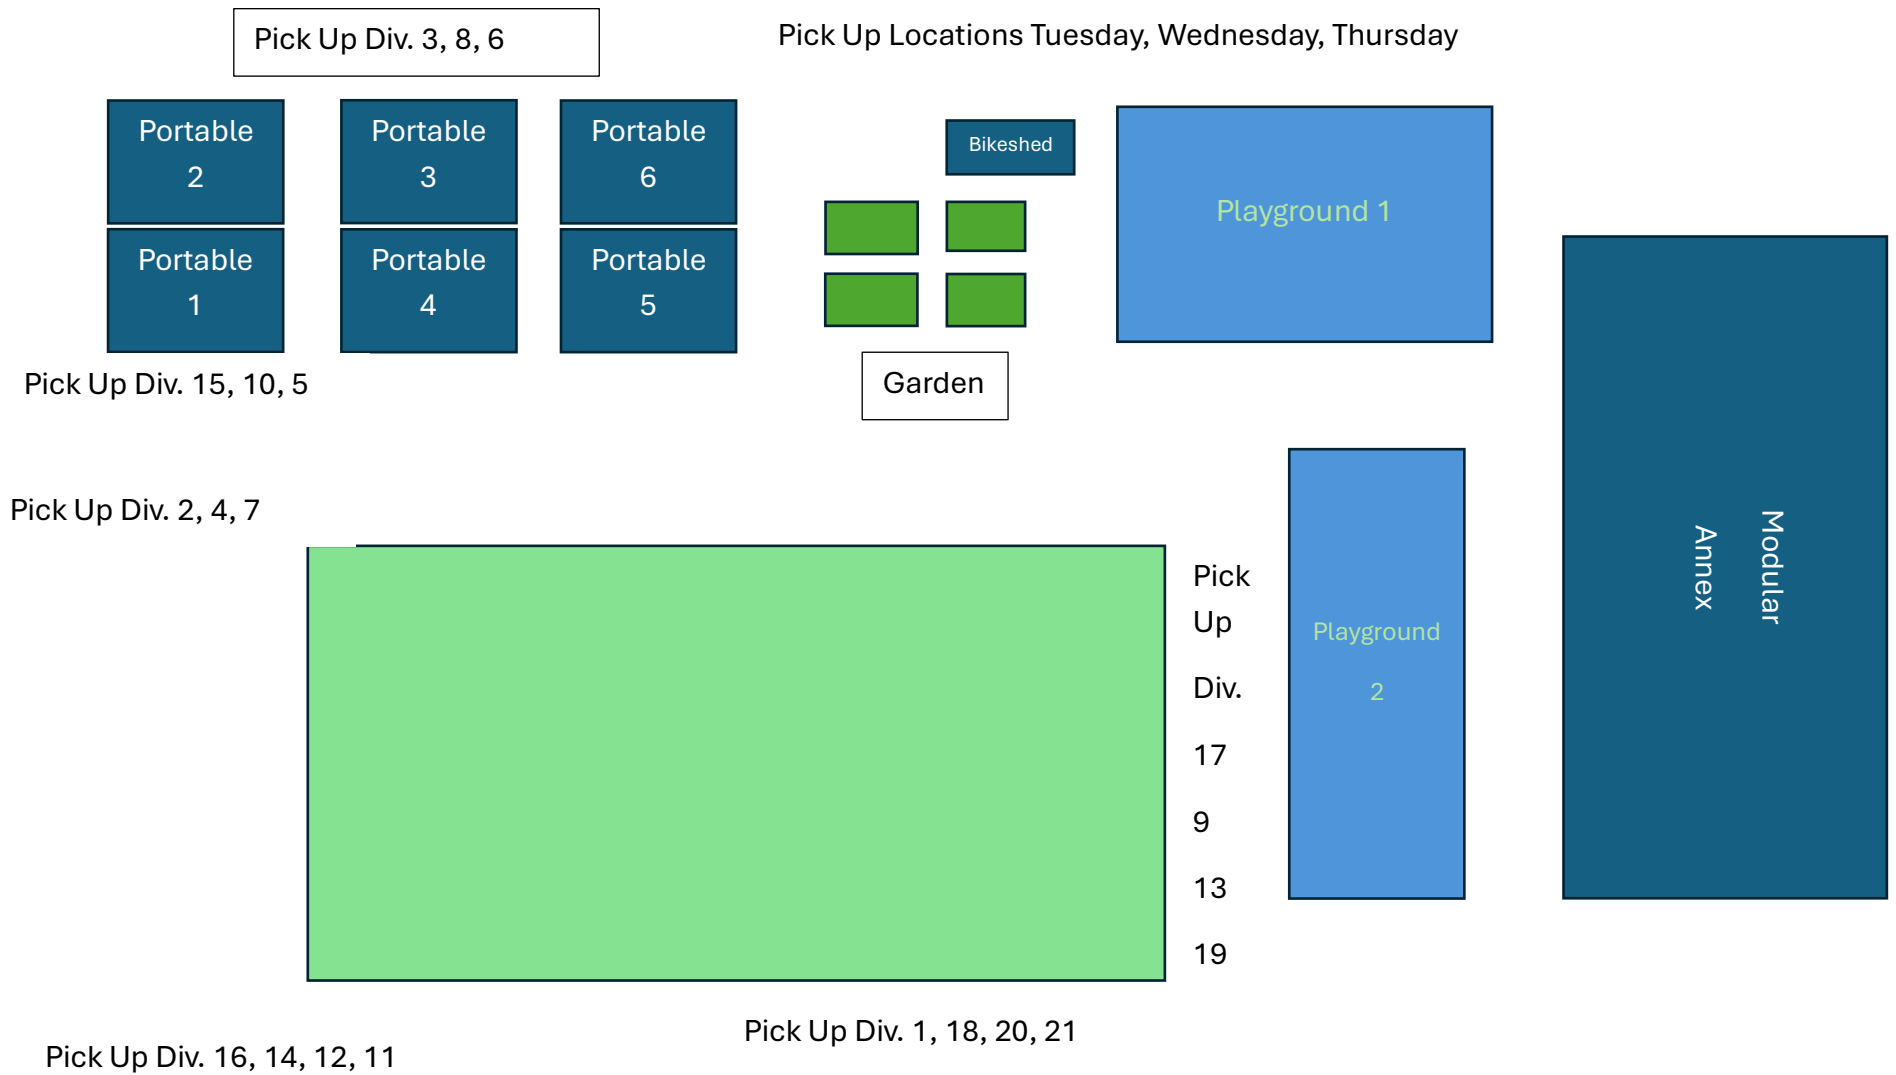 Pick Up Div. 3, 8, 6
Pick Up Locations Tuesday, Wednesday, Thursday
Portable
2
Portable
3
Portable
6
Bikeshed
Playground 1
Portable
1
Portable
4
Portable
5
Pick Up Div. 15, 10, 5
Garden
Pick Up Div. 2, 4, 7
Pick
Up
Div.
17
9
13
19
Playground
2
Modular
Annex
Pick Up Div. 1, 18, 20, 21
Pick Up Div. 16, 14, 12, 11